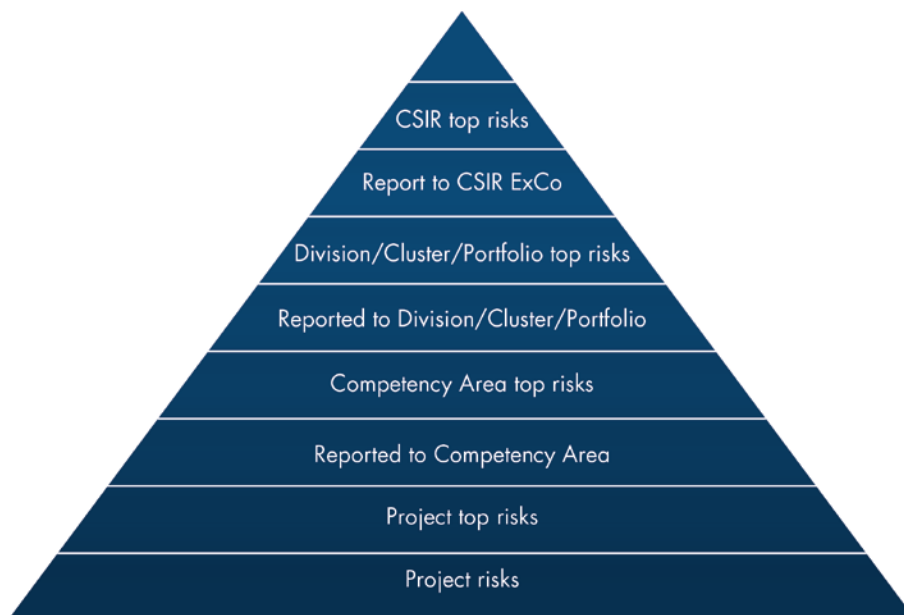 CSIR top risks
Report to CSIR ExCo
Division/Cluster/Portfolio top risks
Reported to Division/Cluster/Portfolio
Competency Area top risks
Reported to Competency Area
Project top risks
Project risks